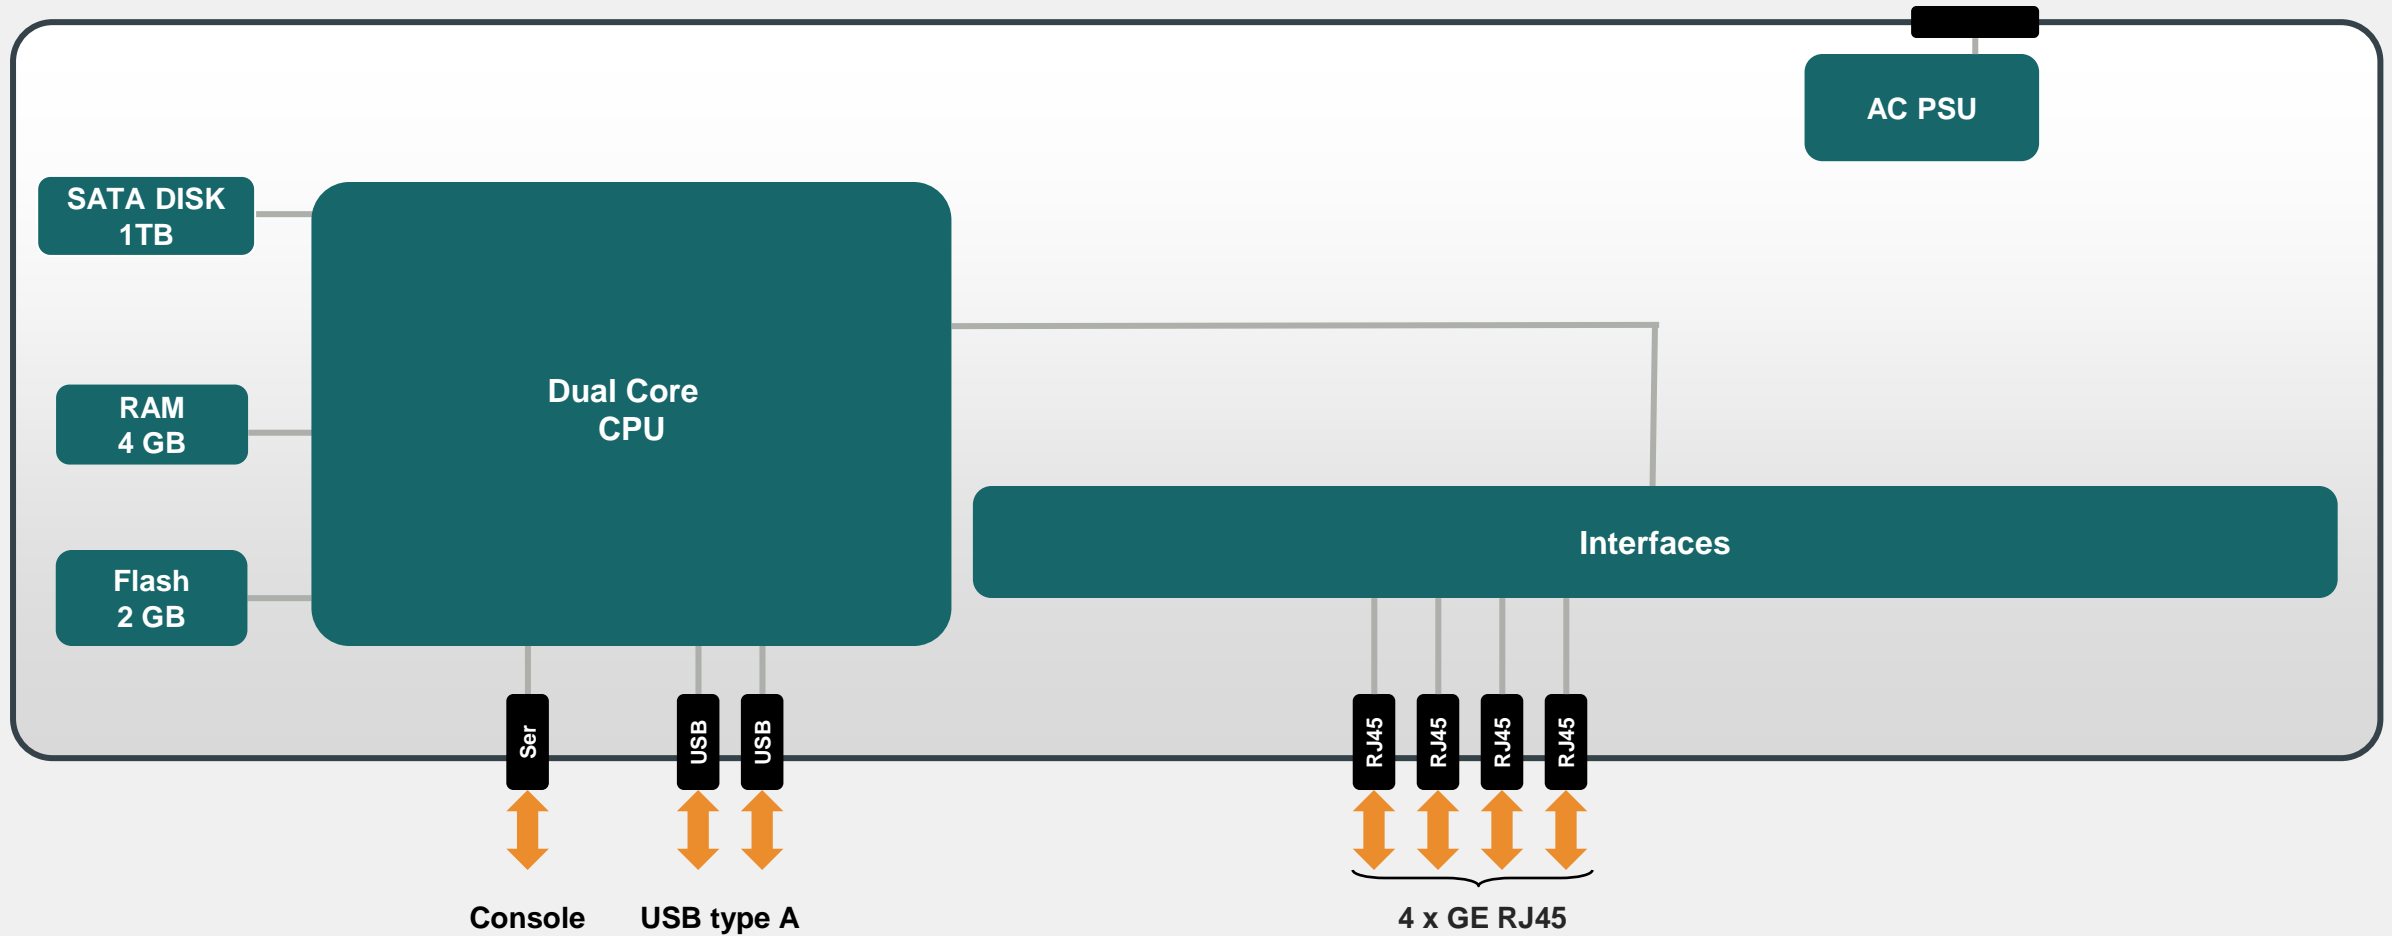 AC PSU
SATA DISK
1TB
Dual Core
CPU
RAM
4 GB
Interfaces
Flash
2 GB
Ser
USB
USB
RJ45
RJ45
RJ45
RJ45
Console
USB type A
4 x GE RJ45